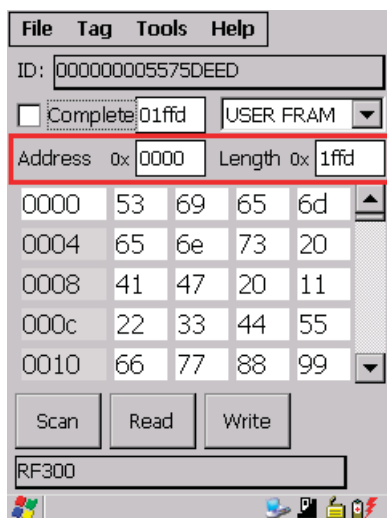 File Tag Tools Help
ID: 000000005575DEED
Complete 01ffd USER FRAM
Address 0x 0000 Length 0x 1ffd
0000 53 69 65 6d
0004 65 6e 73 20
0008 41 47 20 11
000c 22 33 44 55
0010 66 77 88 99
Scan Read Write
RF300